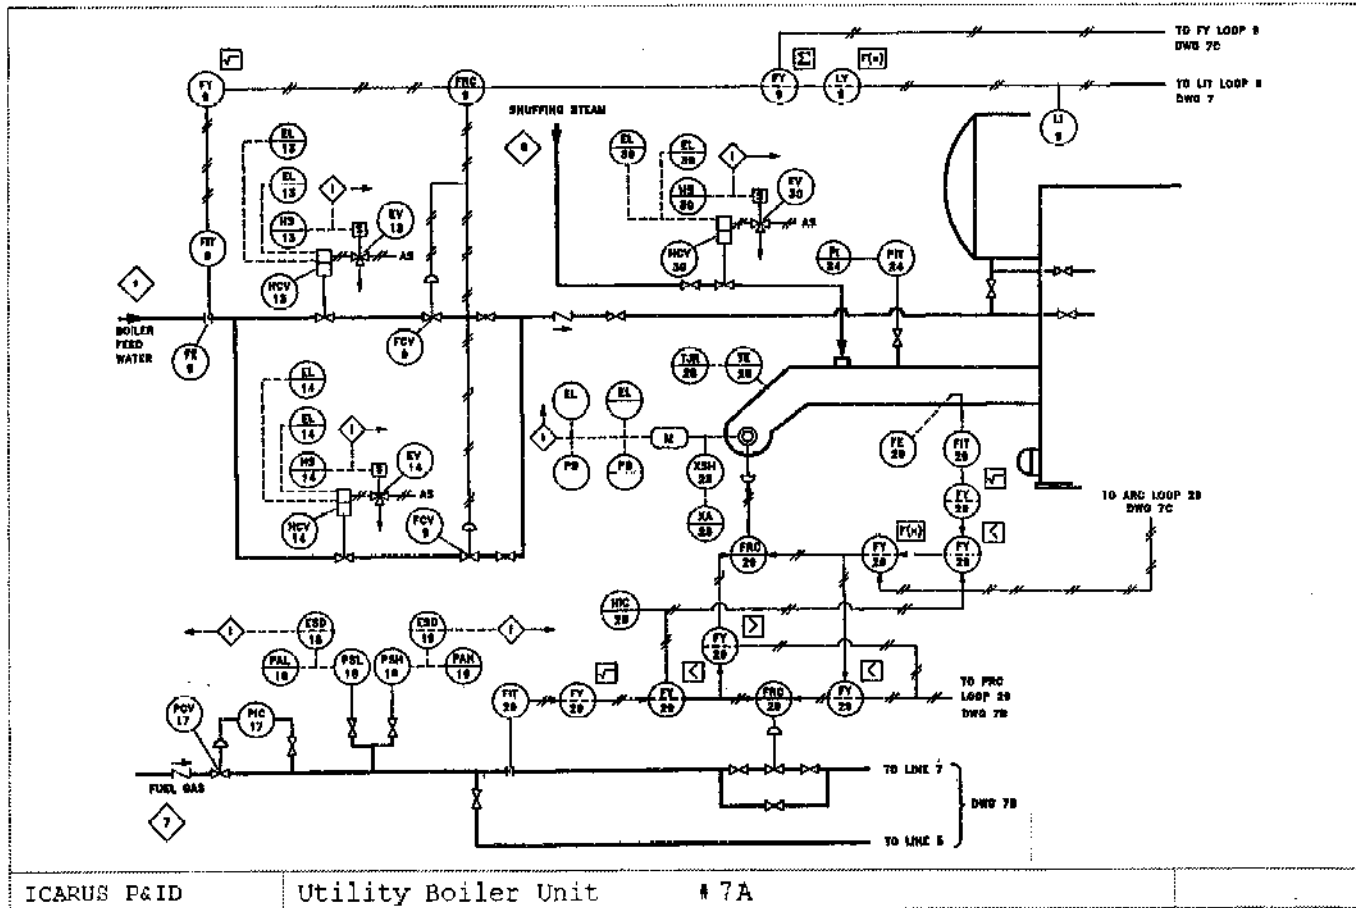 TO FY LOOP 9
DWG 7C
FY
9
FRC
9
FY
9
Σ
LY
9
F(x)
TO LIT LOOP 8
DWG 7
SNUFFING STEAM
EL
13
EL
30
EL
30
EL
13
I
HS
30
S
EV
30
AS
HS
13
I
S
EV
13
AS
FIT
9
HCV
13
HCV
30
PI
24
PIT
24
BOILER
FEED
WATER
FE
9
FCV
9
EL
14
EL
14
HS
14
I
S
EV
14
AS
HCV
14
FCV
9
TE
28
EL
EL
I
PB
PB
M
XSH
28
XA
28
FE
29
FIT
29
FY
29
TO ARC LOOP 29
DWG 7C
FRC
29
FY
29
F(x)
FY
29
<
HIC
29
FY
29
>
I
ESD
18
ESD
19
I
PAL
18
PSL
18
PSH
19
PAH
19
FIT
29
FY
29
√
FY
29
<
FRC
29
FY
29
<
TO FRC
LOOP 29
DWG 7B
PCV
17
PIC
17
FUEL GAS
7
TO LINE 7
DWG 7B
TO LINE 5
ICARUS P&ID
Utility Boiler Unit # 7A